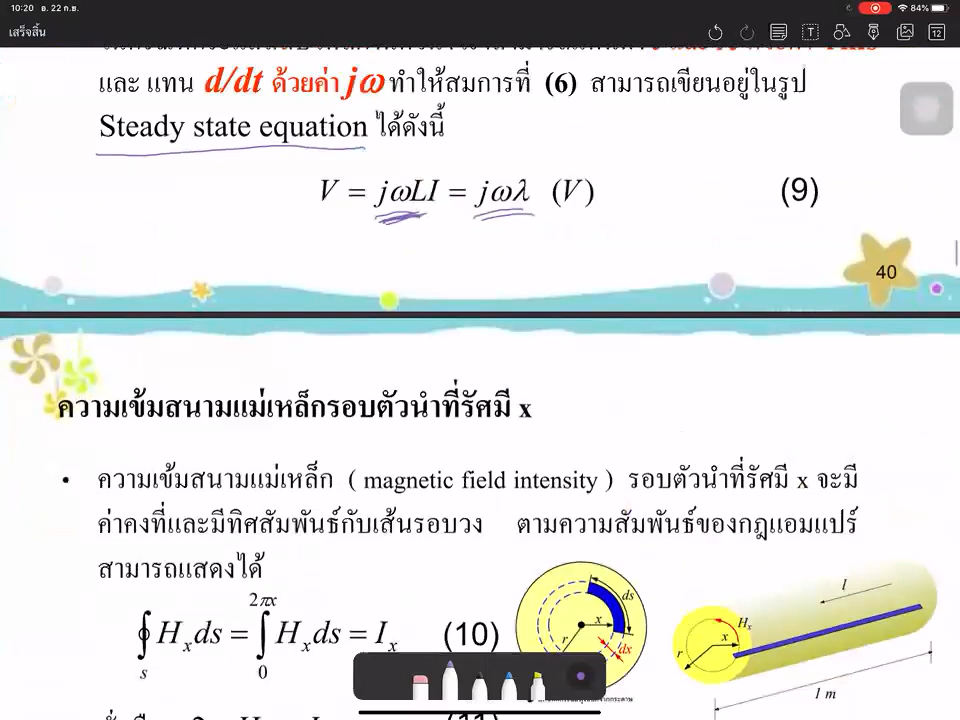 10:20 อ. 22 ก.ย.
84%
เสร็จสิ้น
12
และ แทน d/dt ด้วยค่า jω ทำให้สมการที่ (6) สามารถเขียนอยู่ในรูป
Steady state equation ได้ดังนี้
V = jωLI = jωλ (V) (9)
40
ความเข้มสนามแม่เหล็กรอบตัวนำที่รัศมี x
• ความเข้มสนามแม่เหล็ก ( magnetic field intensity ) รอบตัวนำที่รัศมี x จะมี
ค่าคงที่และมีทิศสัมพันธ์กับเส้นรอบวง ตามความสัมพันธ์ของกฎแอมแปร์
สามารถแสดงได้
∮s Hxds = ∫0 2πx Hxds = Ix (10)
ds
x
r
dx
l
Hx
x
r
l m